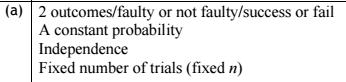 (a) 2 outcomes/faulty or not faulty/success or fail
A constant probability
Independence
Fixed number of trials (fixed n)